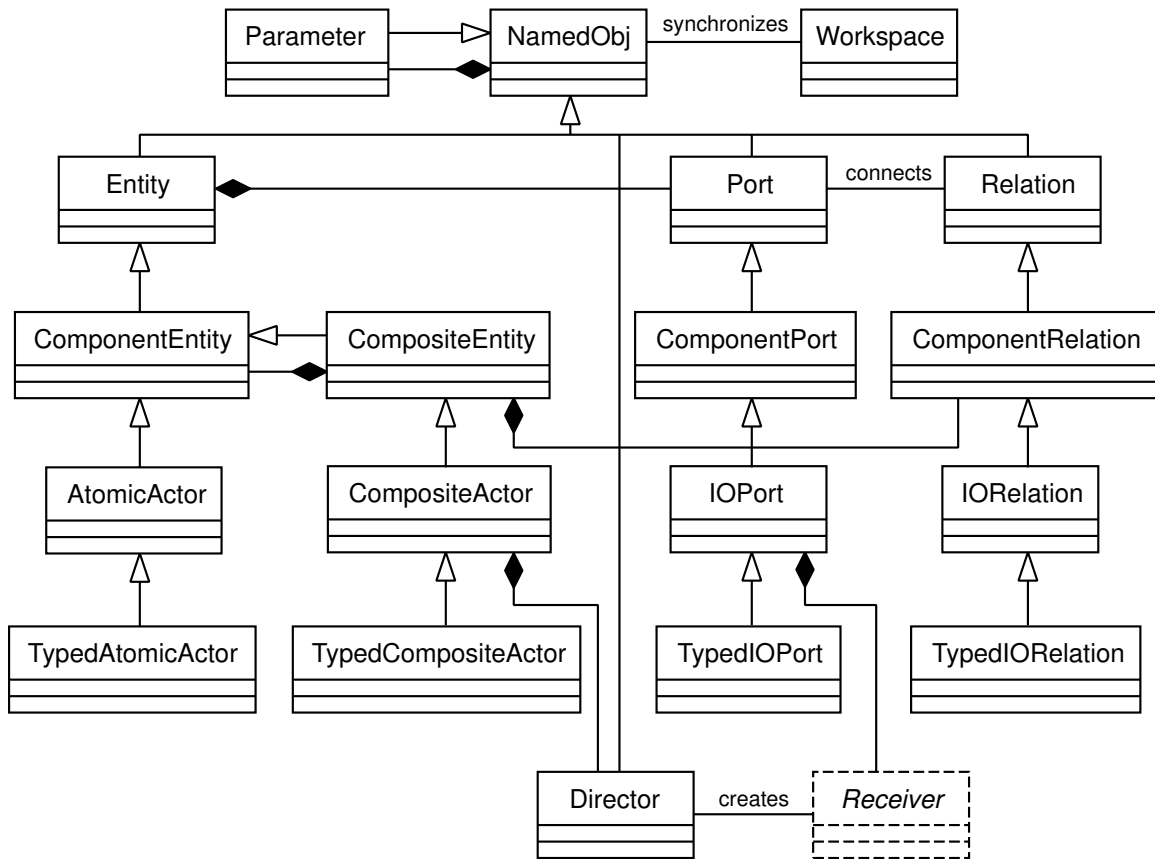 Parameter
NamedObj
synchronizes
Workspace
Entity
Port
connects
Relation
ComponentEntity
CompositeEntity
ComponentPort
ComponentRelation
AtomicActor
CompositeActor
IOPort
IORelation
TypedAtomicActor
TypedCompositeActor
TypedIOPort
TypedIORelation
Director
creates
Receiver